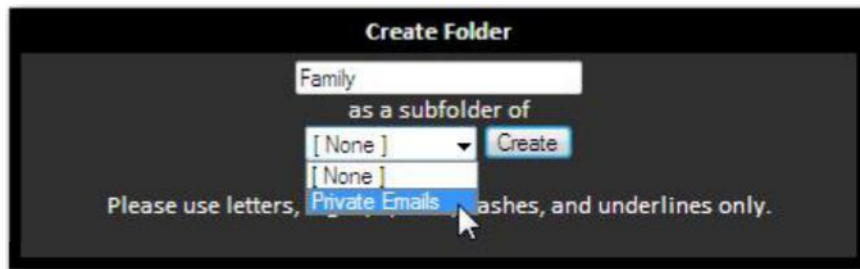 Create Folder
Family
as a subfolder of
[ None ]
Create
[ None ]
Private Emails
Please use letters, ashes, and underlines only.